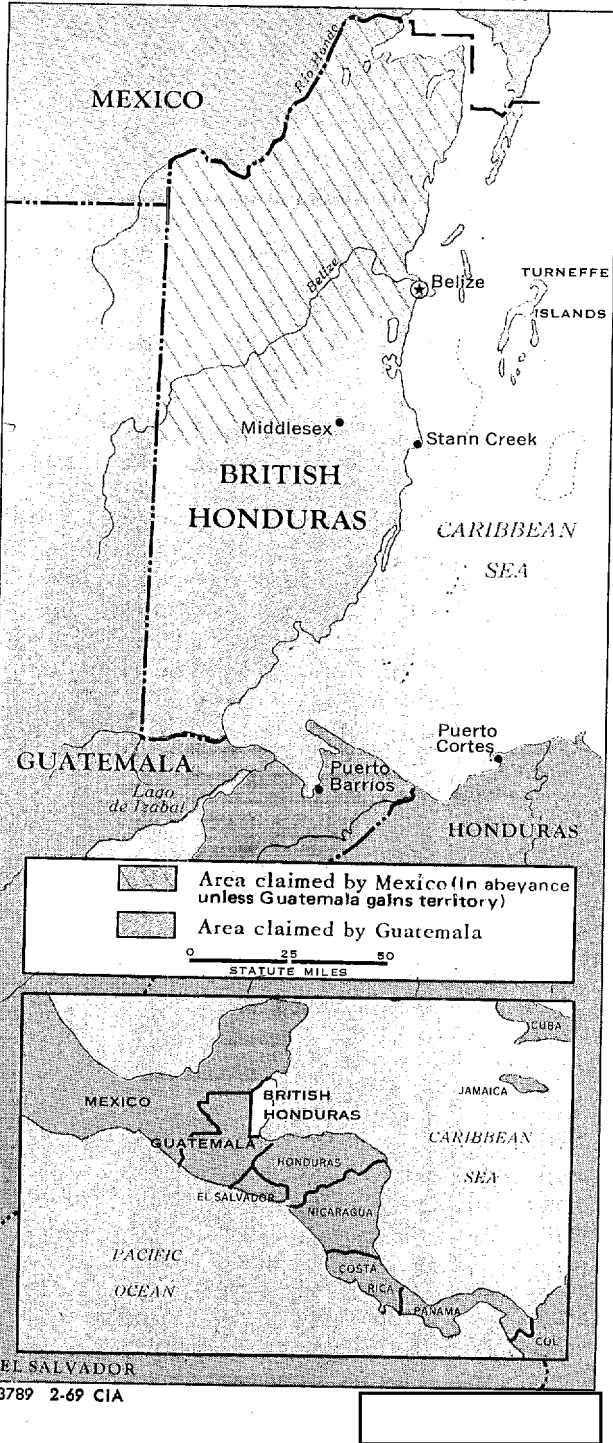 MEXICO
Río Hondo
Belize
Belize
TURNEFFE
ISLANDS
Middlesex
Stann Creek
BRITISH
HONDURAS
CARIBBEAN
SEA
GUATEMALA
Lago
de Izabal
Puerto
Barrios
Puerto
Cortes
HONDURAS
Area claimed by Mexico (In abeyance
unless Guatemala gains territory)
Area claimed by Guatemala
0 25 50
STATUTE MILES
CUBA
MEXICO
BRITISH
HONDURAS
JAMAICA
GUATEMALA
CARIBBEAN
SEA
HONDURAS
EL SALVADOR
NICARAGUA
PACIFIC
OCEAN
COSTA
RICA
PANAMA
COL
EL SALVADOR
3789 2-69 CIA